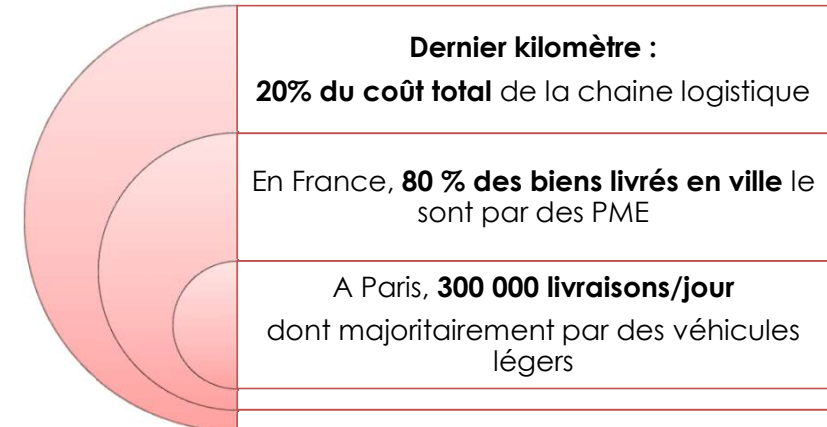 Dernier kilomètre :
20% du coût total de la chaine logistique
En France, 80 % des biens livrés en ville le
sont par des PME
A Paris, 300 000 livraisons/jour
dont majoritairement par des véhicules
légers